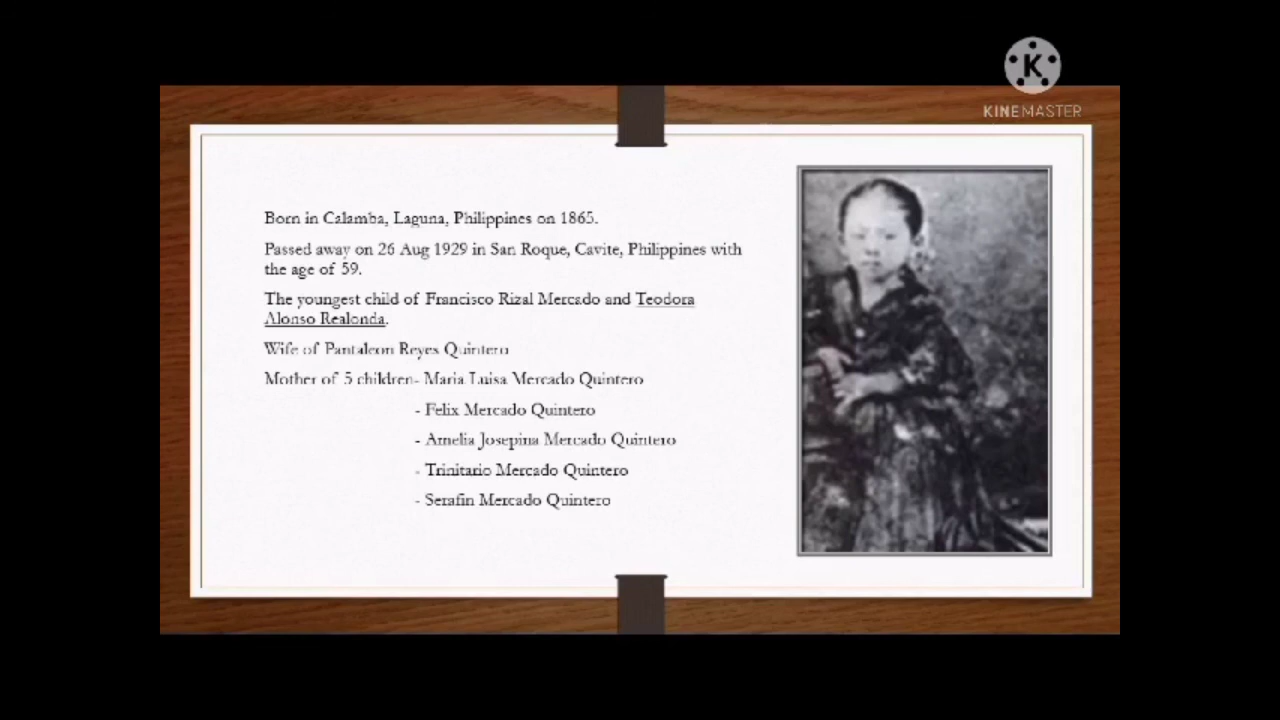 K
KINEMASTER
Born in Calamba, Laguna, Philippines on 1865.
Passed away on 26 Aug 1929 in San Roque, Cavite, Philippines with
the age of 59.
The youngest child of Francisco Rizal Mercado and Teodora
Alonso Realonda.
Wife of Pantaleon Reyes Quintero
Mother of 5 children- Maria Luisa Mercado Quintero
- Felix Mercado Quintero
- Amelia Josepina Mercado Quintero
- Trinitario Mercado Quintero
- Serafin Mercado Quintero